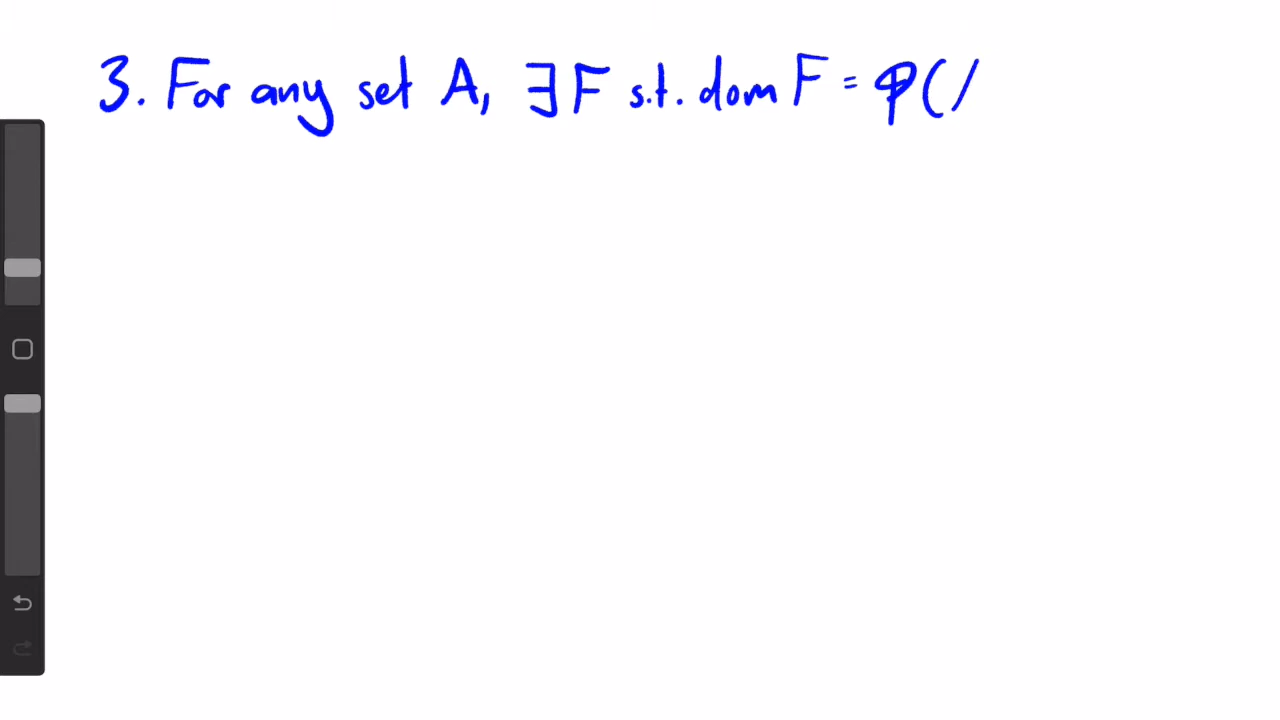 3. For any set A, ∃ F s.t. dom F = P( /